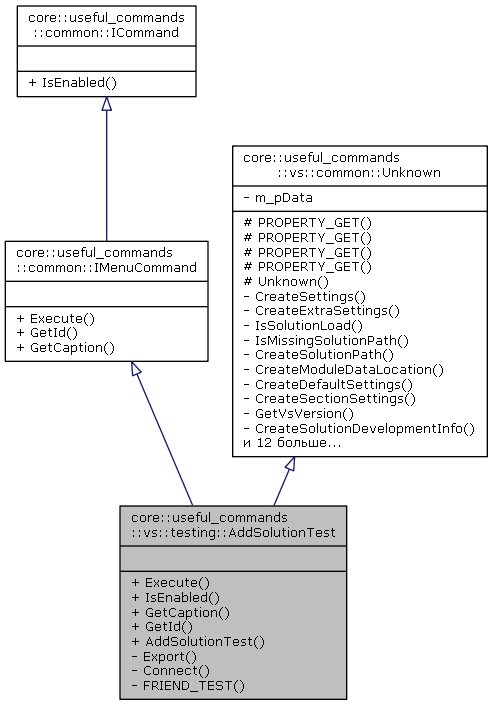 core::useful_commands
::common::ICommand
+ IsEnabled()
core::useful_commands
::vs::common::Unknown
- m_pData
# PROPERTY_GET()
# PROPERTY_GET()
# PROPERTY_GET()
# PROPERTY_GET()
# Unknown()
- CreateSettings()
- CreateExtraSettings()
- IsSolutionLoad()
- IsMissingSolutionPath()
- CreateSolutionPath()
- CreateModuleDataLocation()
- CreateDefaultSettings()
- CreateSectionSettings()
- GetVsVersion()
- CreateSolutionDevelopmentInfo()
и 12 больше...
core::useful_commands
::common::IMenuCommand
+ Execute()
+ GetId()
+ GetCaption()
core::useful_commands
::vs::testing::AddSolutionTest
+ Execute()
+ IsEnabled()
+ GetCaption()
+ GetId()
+ AddSolutionTest()
- Export()
- Connect()
- FRIEND_TEST()